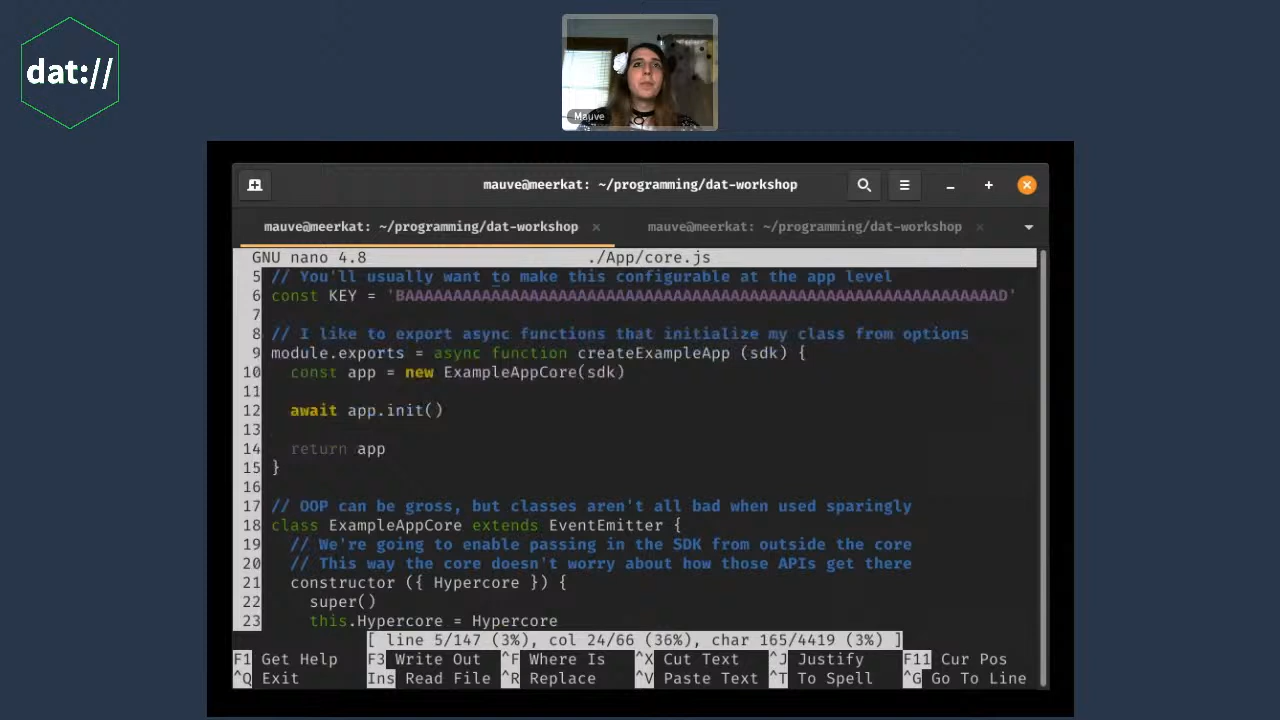 dat://
Mauve
mauve@meerkat: ~/programming/dat-workshop
mauve@meerkat: ~/programming/dat-workshop × mauve@meerkat: ~/programming/dat-workshop ×
GNU nano 4.8 ./App/core.js
5 // You'll usually want to make this configurable at the app level
6 const KEY = 'BAAAAAAAAAAAAAAAAAAAAAAAAAAAAAAAAAAAAAAAAAAAAAAAAAAAAAAAAAAAAAAD'
7
8 // I like to export async functions that initialize my class from options
9 module.exports = async function createExampleApp (sdk) {
10 const app = new ExampleAppCore(sdk)
11
12 await app.init()
13
14 return app
15 }
16
17 // OOP can be gross, but classes aren't all bad when used sparingly
18 class ExampleAppCore extends EventEmitter {
19 // We're going to enable passing in the SDK from outside the core
20 // This way the core doesn't worry about how those APIs get there
21 constructor ({ Hypercore }) {
22 super()
23 this.Hypercore = Hypercore
[ line 5/147 (3%), col 24/66 (36%), char 165/4419 (3%) ]
F1 Get Help F3 Write Out ^F Where Is ^X Cut Text ^J Justify F11 Cur Pos
^Q Exit Ins Read File ^R Replace ^V Paste Text ^T To Spell ^G Go To Line